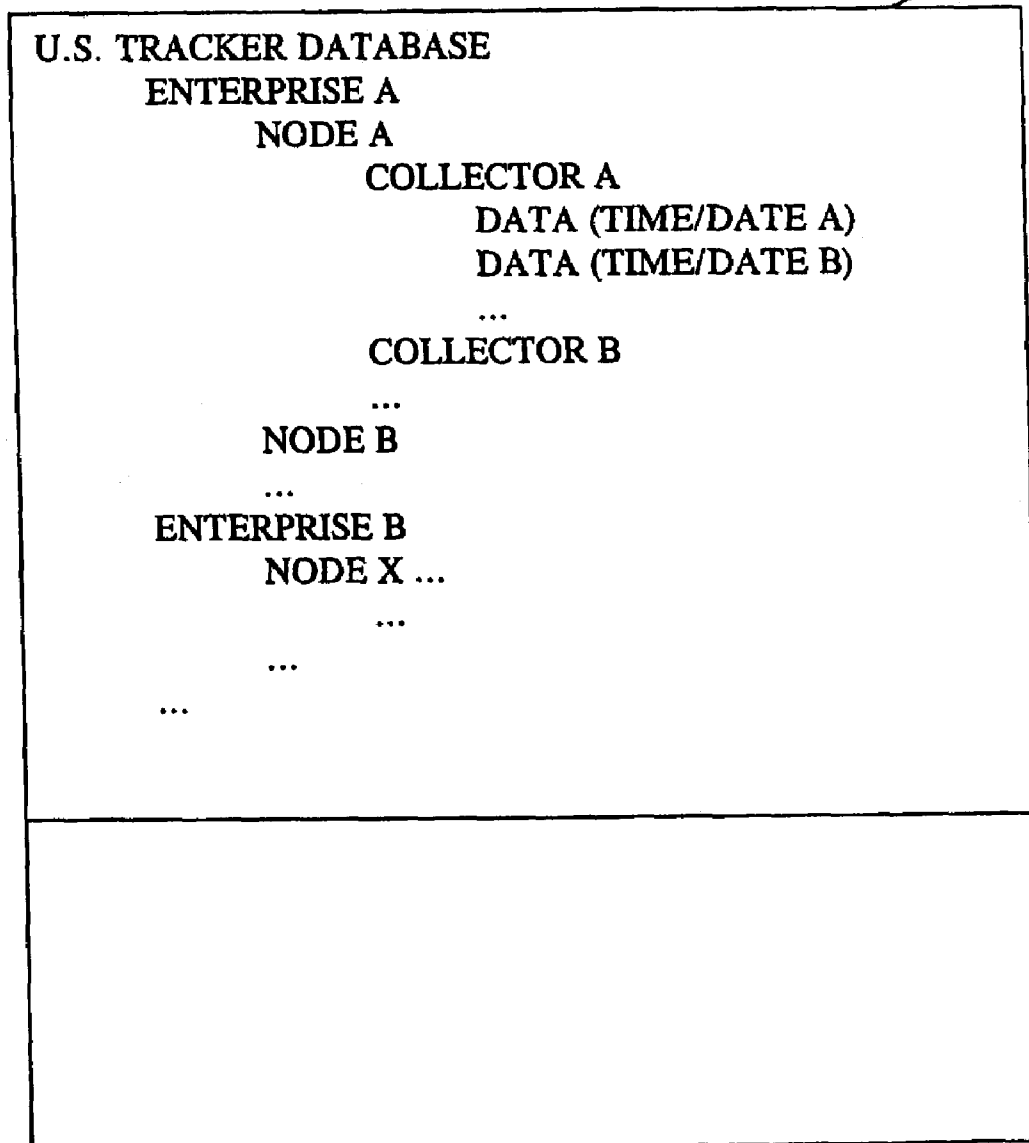 U.S. TRACKER DATABASE
ENTERPRISE A
NODE A
COLLECTOR A
DATA (TIME/DATE A)
DATA (TIME/DATE B)
...
COLLECTOR B
...
NODE B
...
ENTERPRISE B
NODE X ...
...
...
...